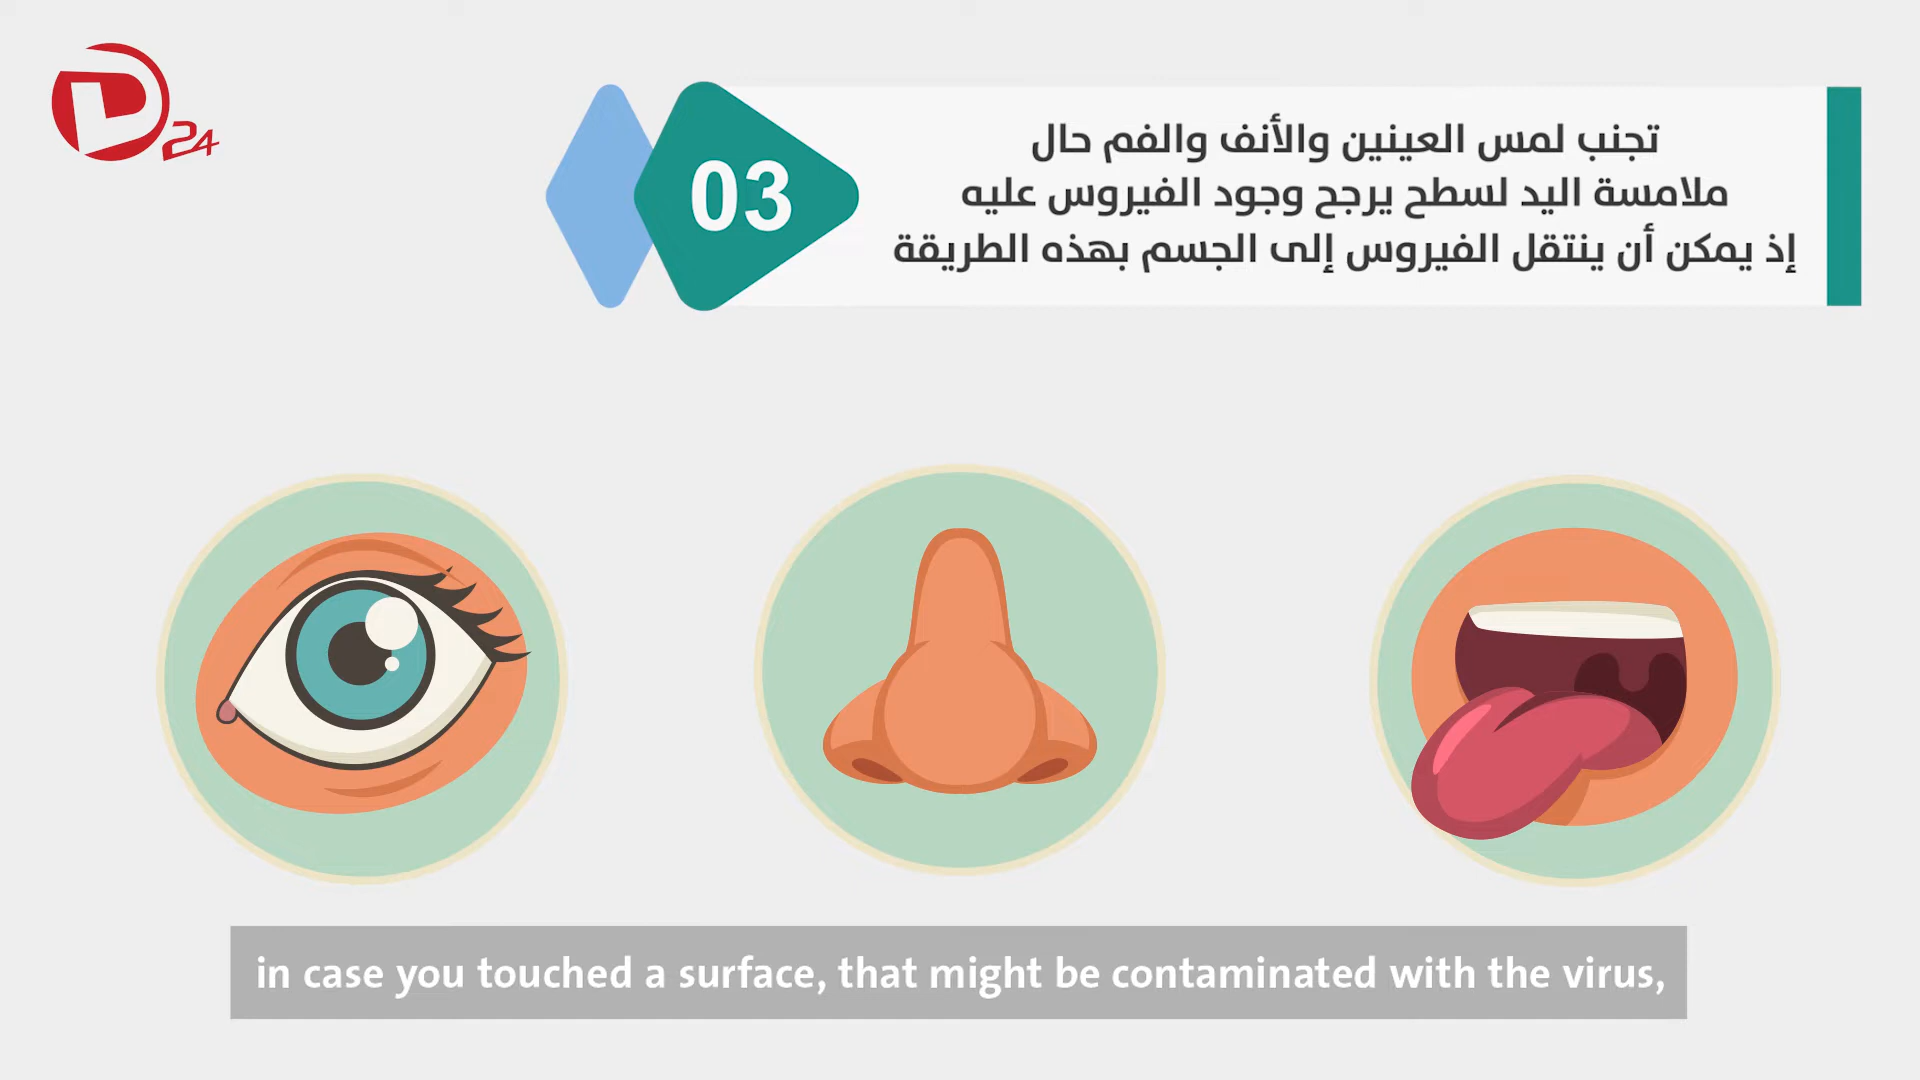 D24
03
تجنب لمس العينين والأنف والفم حال
ملامسة اليد لسطح يرجح وجود الفيروس عليه
إذ يمكن أن ينتقل الفيروس إلى الجسم بهذه الطريقة
in case you touched a surface, that might be contaminated with the virus,